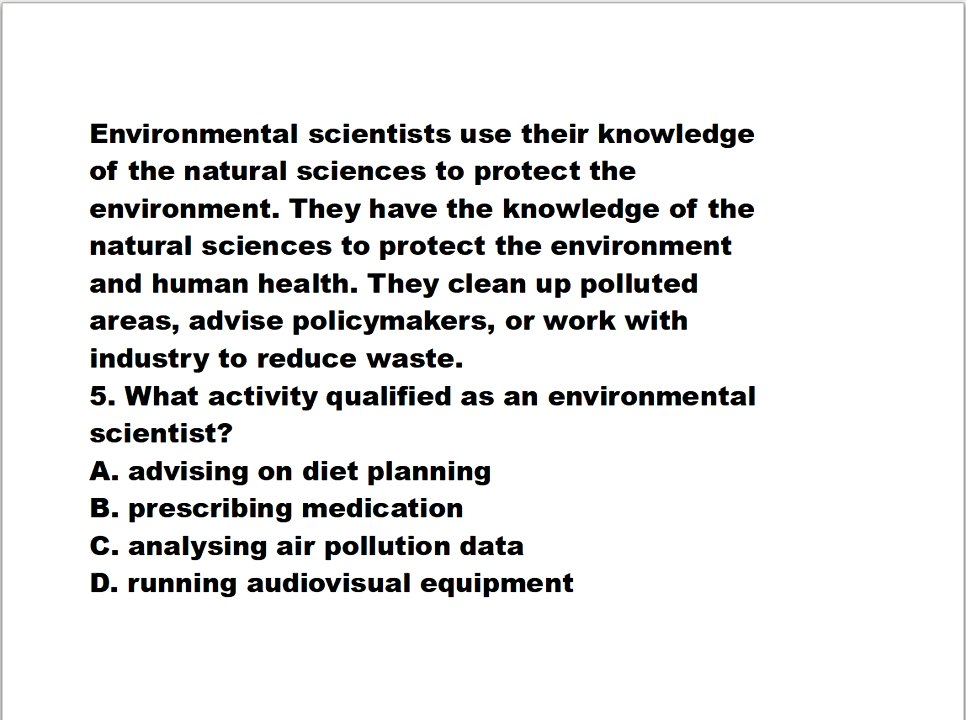 Environmental scientists use their knowledge
of the natural sciences to protect the
environment. They have the knowledge of the
natural sciences to protect the environment
and human health. They clean up polluted
areas, advise policymakers, or work with
industry to reduce waste.
5. What activity qualified as an environmental
scientist?
A. advising on diet planning
B. prescribing medication
C. analysing air pollution data
D. running audiovisual equipment